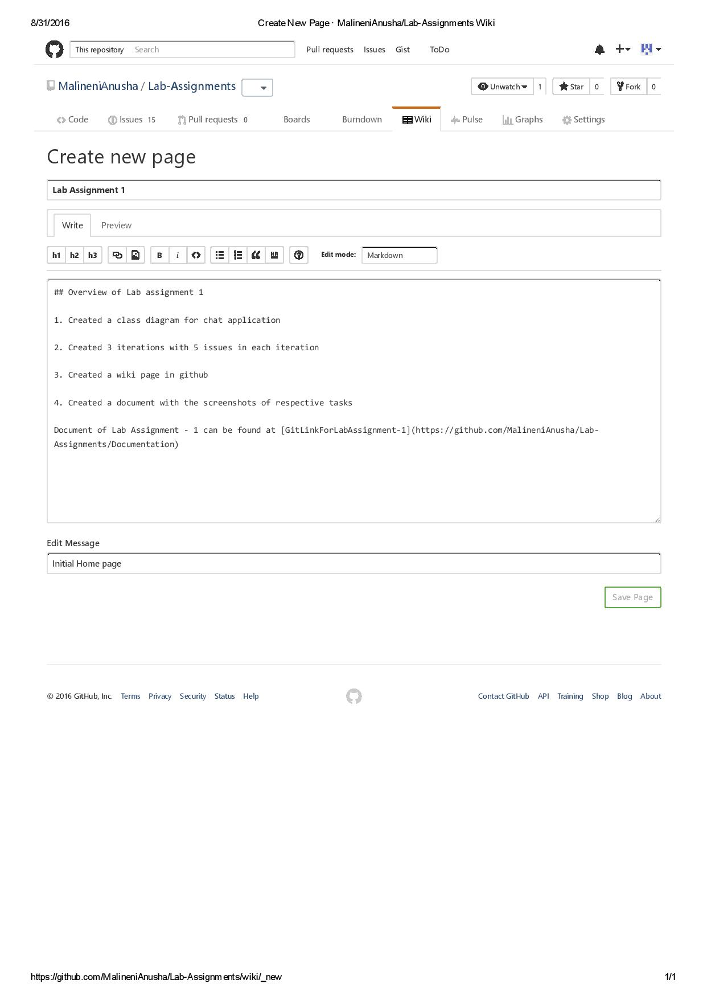 8/31/2016 Create New Page · MalineniAnusha/Lab-Assignments Wiki
This repository Search Pull requests Issues Gist ToDo
MalineniAnusha / Lab-Assignments Unwatch 1 Star 0 Fork 0
Code Issues 15 Pull requests 0 Boards Burndown Wiki Pulse Graphs Settings
Create new page
Lab Assignment 1
Write Preview
h1 h2 h3 B i HR Edit mode: Markdown
## Overview of Lab assignment 1
1. Created a class diagram for chat application
2. Created 3 iterations with 5 issues in each iteration
3. Created a wiki page in github
4. Created a document with the screenshots of respective tasks
Document of Lab Assignment - 1 can be found at [GitLinkForLabAssignment-1](https://github.com/MalineniAnusha/Lab-
Assignments/Documentation)
Edit Message
Initial Home page
Save Page
© 2016 GitHub, Inc. Terms Privacy Security Status Help Contact GitHub API Training Shop Blog About
https://github.com/MalineniAnusha/Lab-Assignments/wiki/_new 1/1